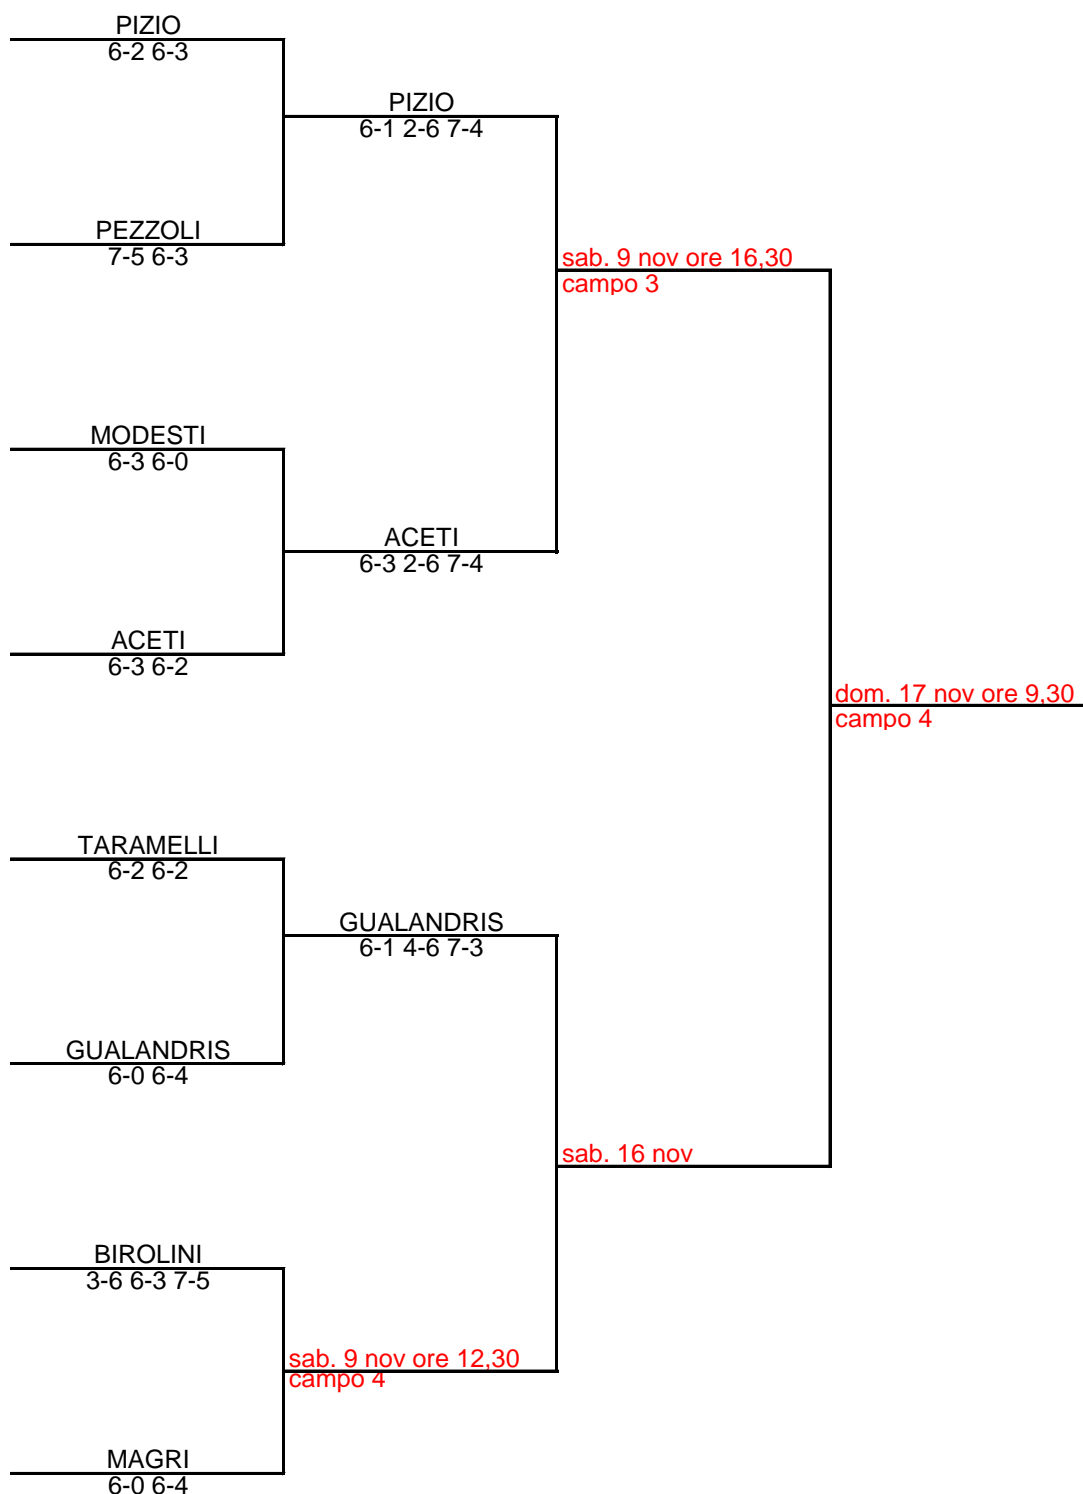 PIZIO
6-2 6-3
PIZIO
6-1 2-6 7-4
PEZZOLI
7-5 6-3
sab. 9 nov ore 16,30
campo 3
MODESTI
6-3 6-0
ACETI
6-3 2-6 7-4
ACETI
6-3 6-2
dom. 17 nov ore 9,30
campo 4
TARAMELLI
6-2 6-2
GUALANDRIS
6-1 4-6 7-3
GUALANDRIS
6-0 6-4
sab. 16 nov
BIROLINI
3-6 6-3 7-5
sab. 9 nov ore 12,30
campo 4
MAGRI
6-0 6-4